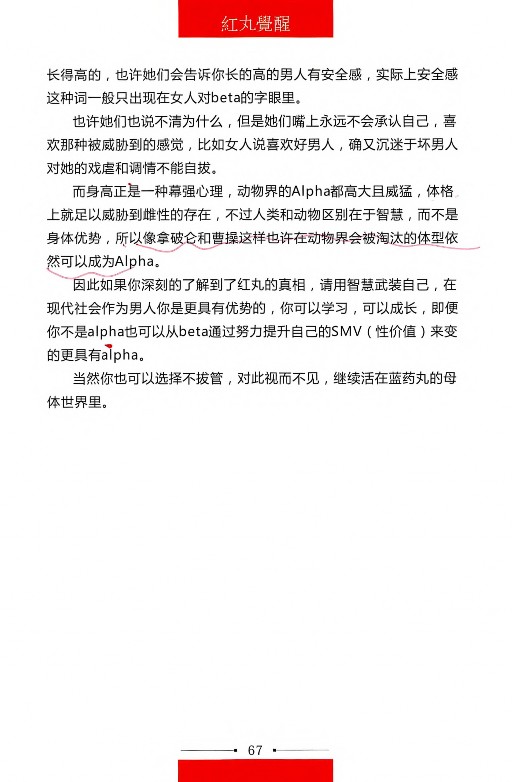 紅丸覺醒
长得高的，也许她们会告诉你长的高的男人有安全感，实际上安全感
这种词一般只出现在女人对beta的字眼里。
也许她们也说不清为什么，但是她们嘴上永远不会承认自己，喜
欢那种被威胁到的感觉，比如女人说喜欢好男人，确又沉迷于坏男人
对她的戏虐和调情不能自拔。
而身高正是一种幕强心理，动物界的Alpha都高大且威猛，体格
上就足以威胁到雌性的存在，不过人类和动物区别在于智慧，而不是
身体优势，所以像拿破仑和曹操这样也许在动物界会被淘汰的体型依
然可以成为Alpha。
因此如果你深刻的了解到了红丸的真相，请用智慧武装自己，在
现代社会作为男人你是更具有优势的，你可以学习，可以成长，即便
你不是alpha也可以从beta通过努力提升自己的SMV（性价值）来变
的更具有alpha。
当然你也可以选择不拔管，对此视而不见，继续活在蓝药丸的母
体世界里。
67